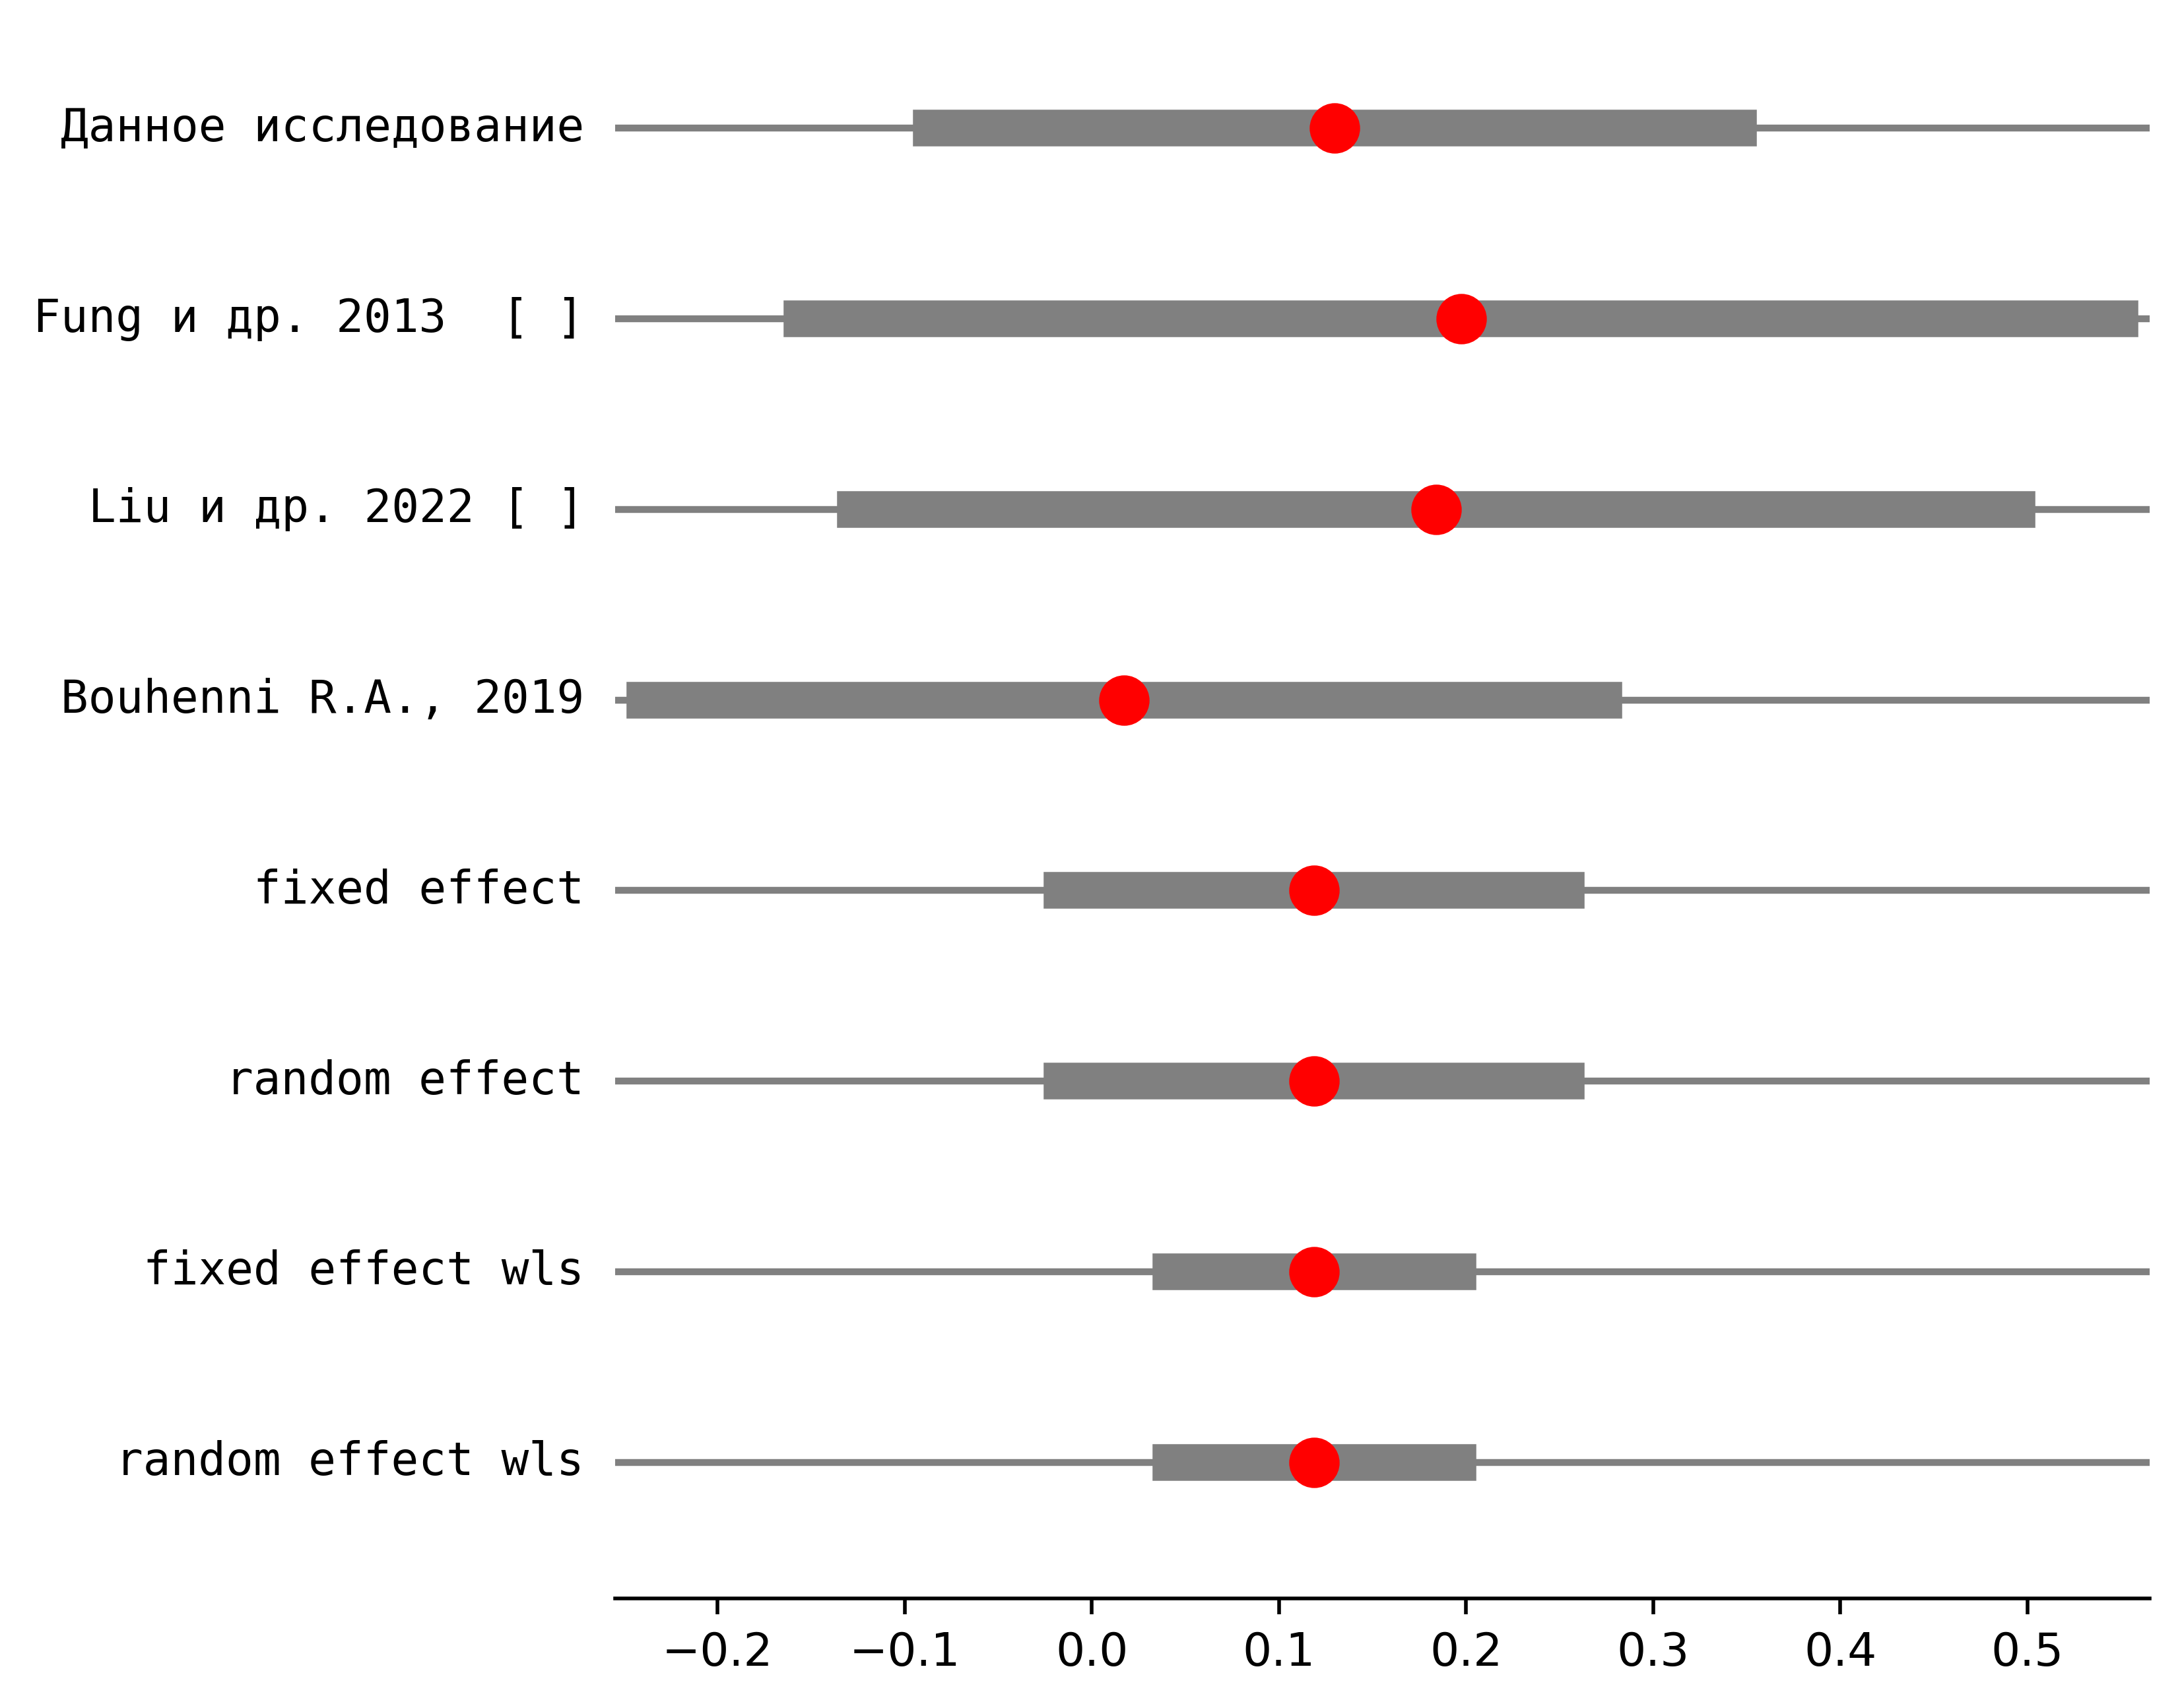 Данное исследование
Fung и др. 2013  [ ]
Liu и др. 2022 [ ]
Bouhenni R.A., 2019
fixed effect
random effect
fixed effect wls
random effect wls
−0.2 −0.1 0.0 0.1 0.2 0.3 0.4 0.5